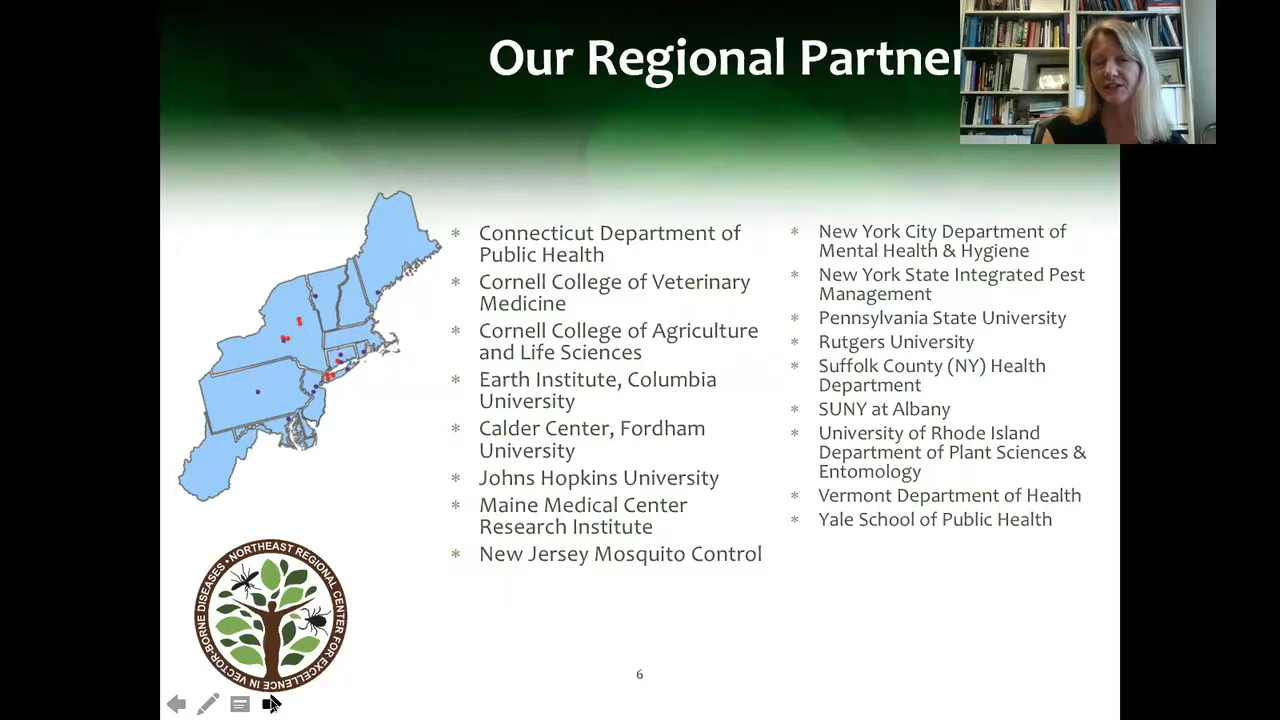 Our Regional Partner
* Connecticut Department of
Public Health
* Cornell College of Veterinary
Medicine
* Cornell College of Agriculture
and Life Sciences
* Earth Institute, Columbia
University
* Calder Center, Fordham
University
* Johns Hopkins University
* Maine Medical Center
Research Institute
* New Jersey Mosquito Control
* New York City Department of
Mental Health & Hygiene
* New York State Integrated Pest
Management
* Pennsylvania State University
* Rutgers University
* Suffolk County (NY) Health
Department
* SUNY at Albany
* University of Rhode Island
Department of Plant Sciences &
Entomology
* Vermont Department of Health
* Yale School of Public Health
NORTHEAST REGIONAL CENTER FOR EXCELLENCE IN VECTOR-BORNE DISEASES •
6